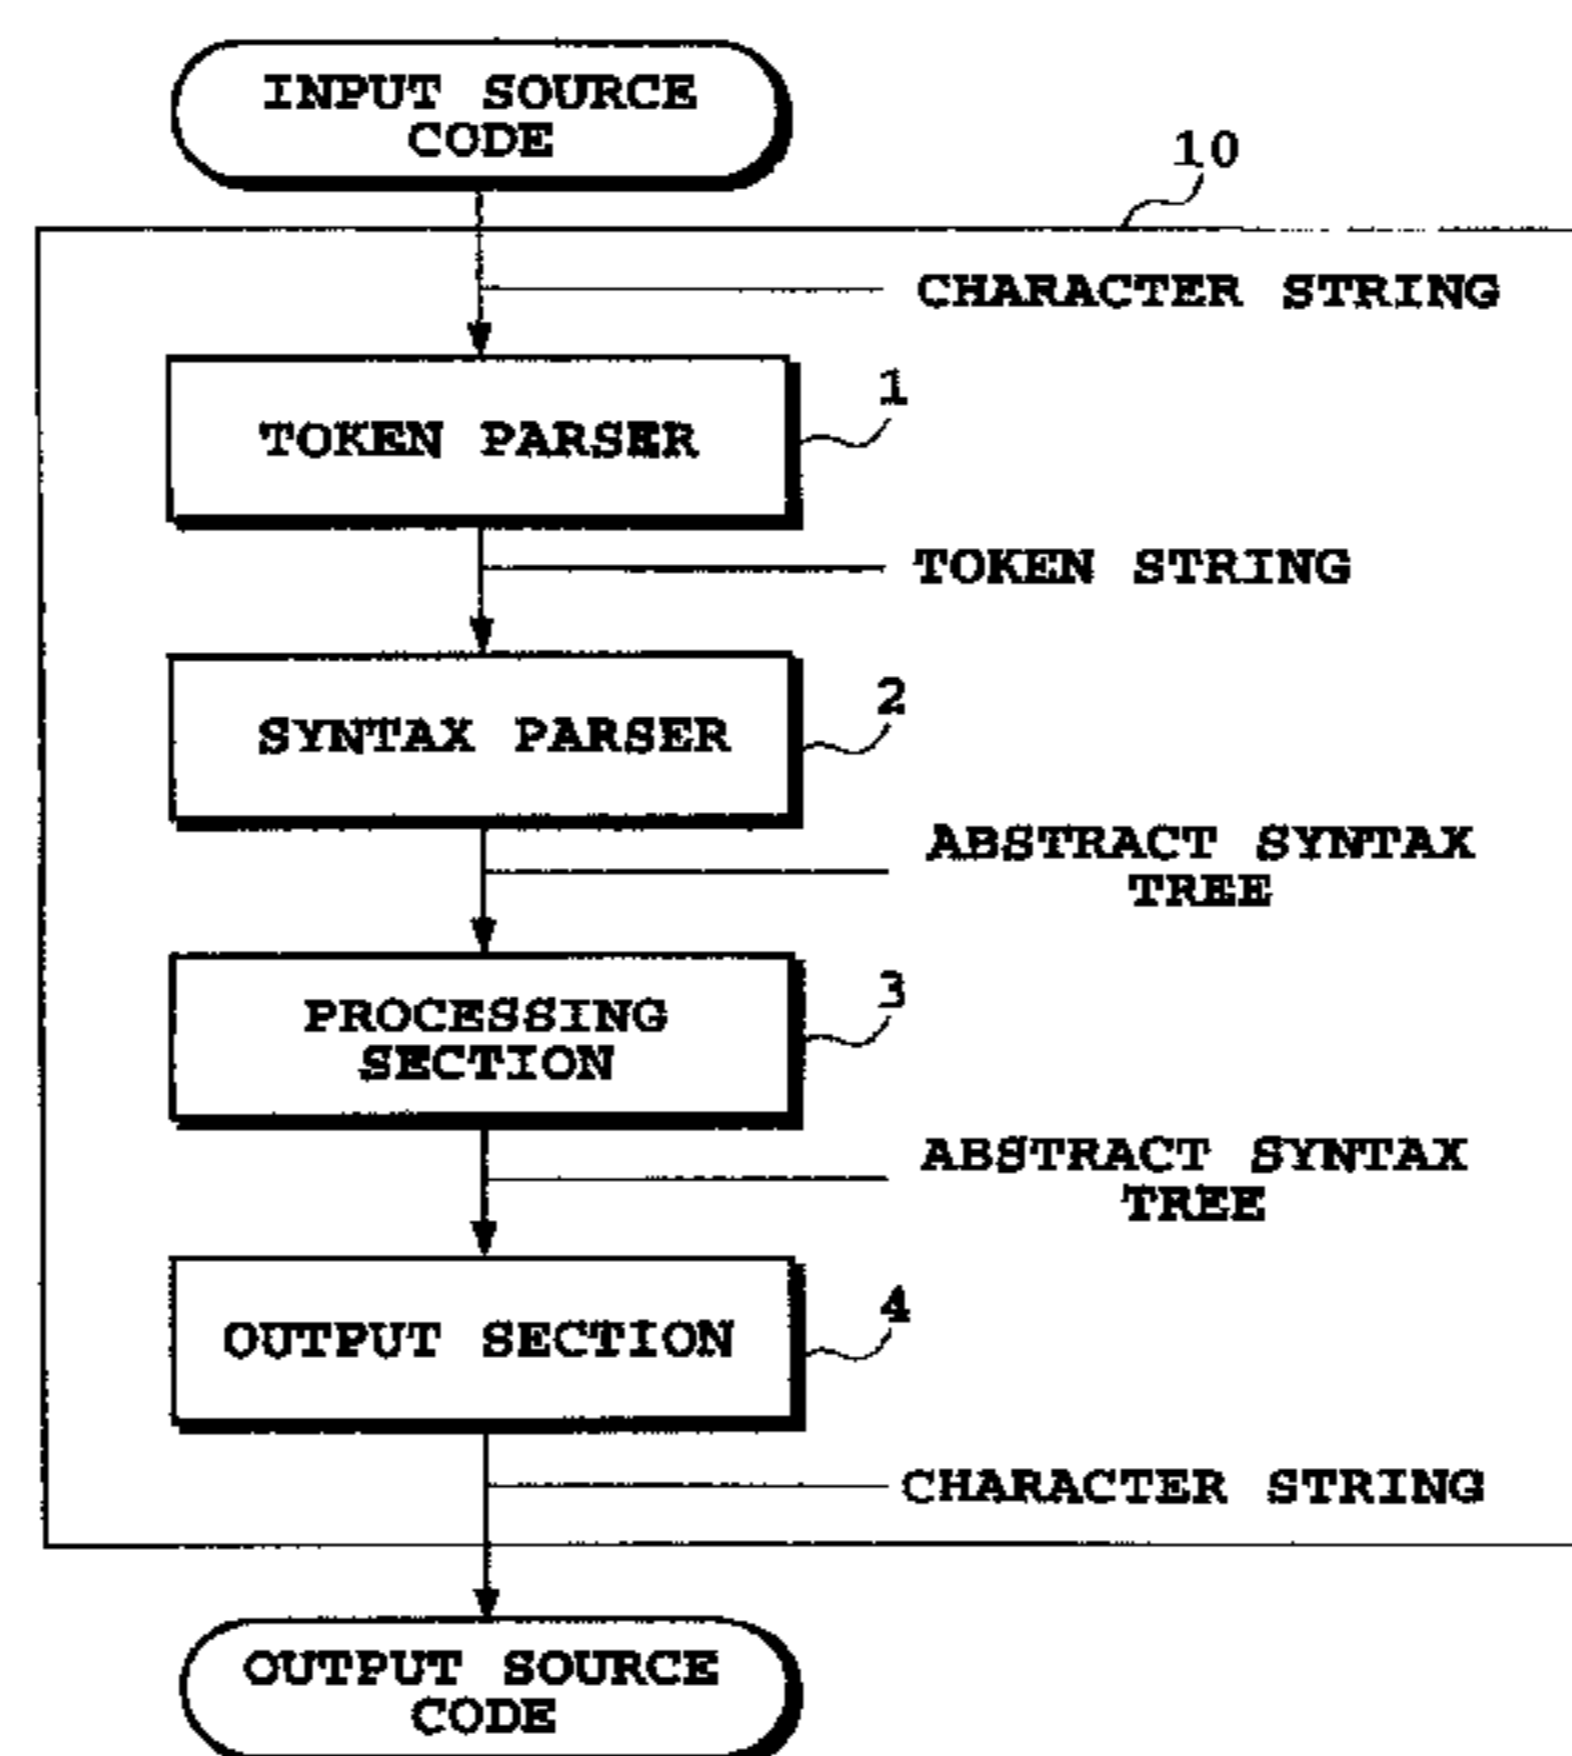 INPUT SOURCE
CODE
10
CHARACTER STRING
1
TOKEN PARSER
TOKEN STRING
2
SYNTAX PARSER
ABSTRACT SYNTAX
TREE
3
PROCESSING
SECTION
ABSTRACT SYNTAX
TREE
4
OUTPUT SECTION
CHARACTER STRING
OUTPUT SOURCE
CODE